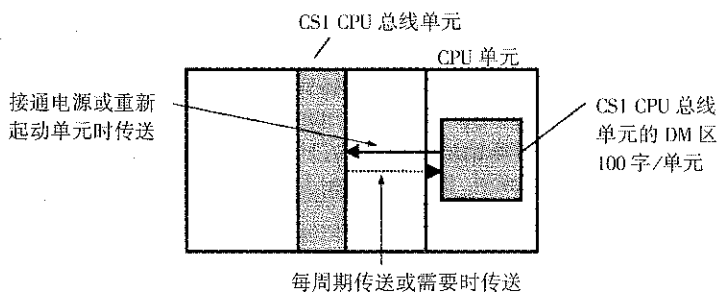 CS1 CPU 总线单元
CPU 单元
接通电源或重新
起动单元时传送
CS1 CPU 总线
单元的 DM 区
100 字/单元
每周期传送或需要时传送